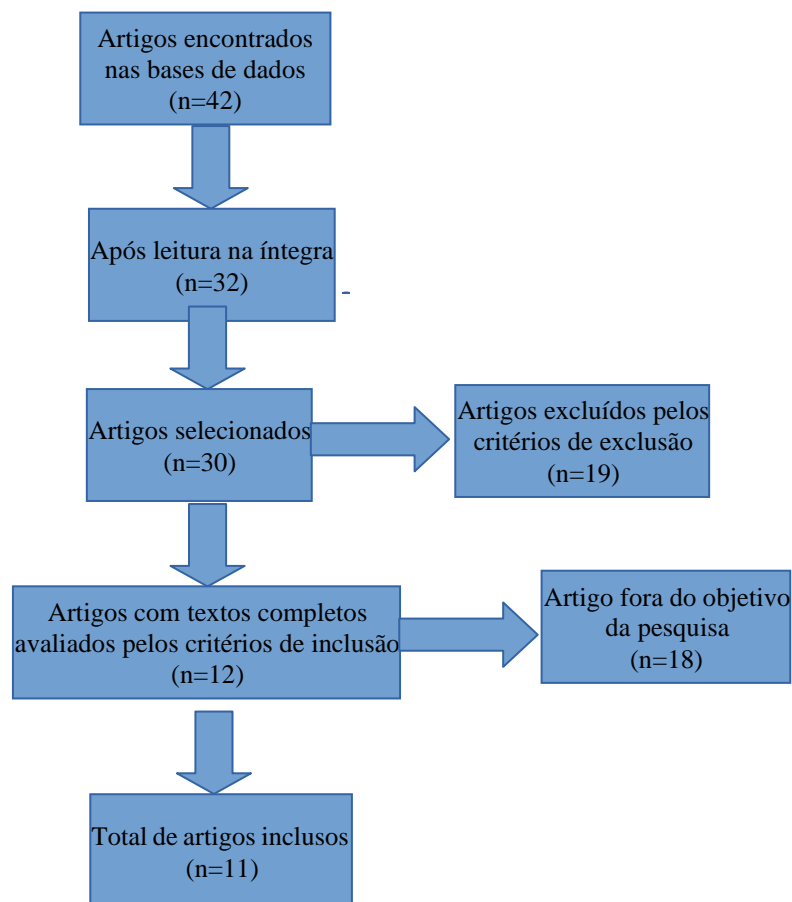 Artigos encontrados
nas bases de dados
(n=42)
Após leitura na íntegra
(n=32)
Artigos selecionados
(n=30)
Artigos excluídos pelos
critérios de exclusão
(n=19)
Artigos com textos completos
avaliados pelos critérios de inclusão
(n=12)
Artigo fora do objetivo
da pesquisa
(n=18)
Total de artigos inclusos
(n=11)